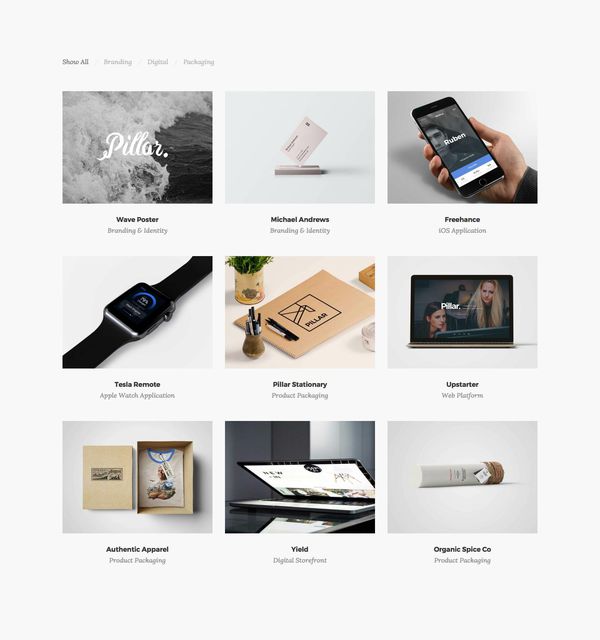 Show All / Branding / Digital / Packaging
Pillar.
Ruben
Wave Poster
Branding & Identity
Michael Andrews
Branding & Identity
Freehance
iOS Application
PILLAR
Pillar.
Tesla Remote
Apple Watch Application
Pillar Stationary
Product Packaging
Upstarter
Web Platform
NEW
Authentic Apparel
Product Packaging
Yield
Digital Storefront
Organic Spice Co
Product Packaging